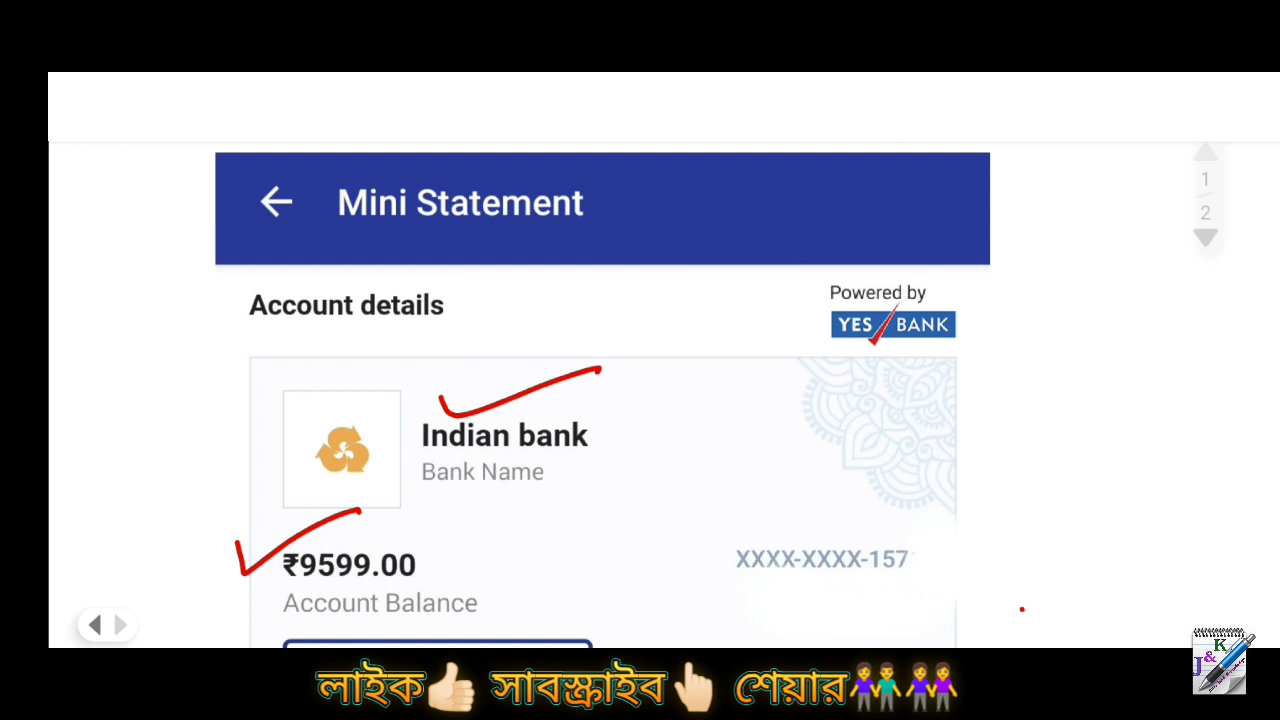 Mini Statement
1
2
Account details
Powered by
YES BANK
Indian bank
Bank Name
₹9599.00
XXXX-XXXX-157
Account Balance
লাইক👍🏻 সাবস্ক্রাইব👆🏻 শেয়ার👫👭
J&K